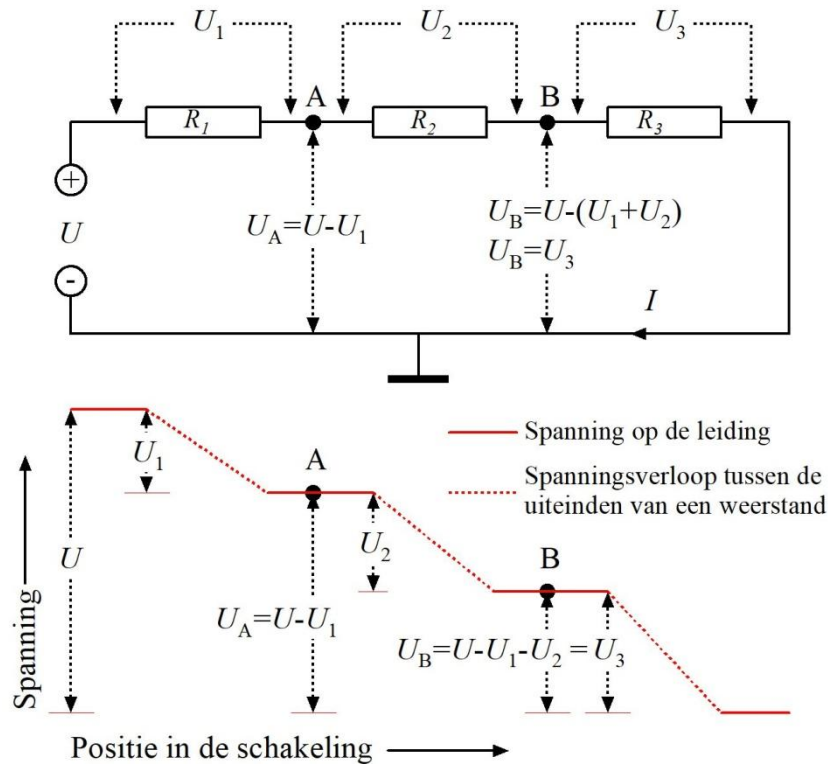 U1 U2 U3
A B
R1 R2 R3
+
U
-
UA=U-U1
UB=U-(U1+U2)
UB=U3
I
Spanning op de leiding
Spanningsverloop tussen de
uiteinden van een weerstand
U1
A
U
U2
B
UA=U-U1
UB=U-U1-U2 = U3
Spanning
Positie in de schakeling